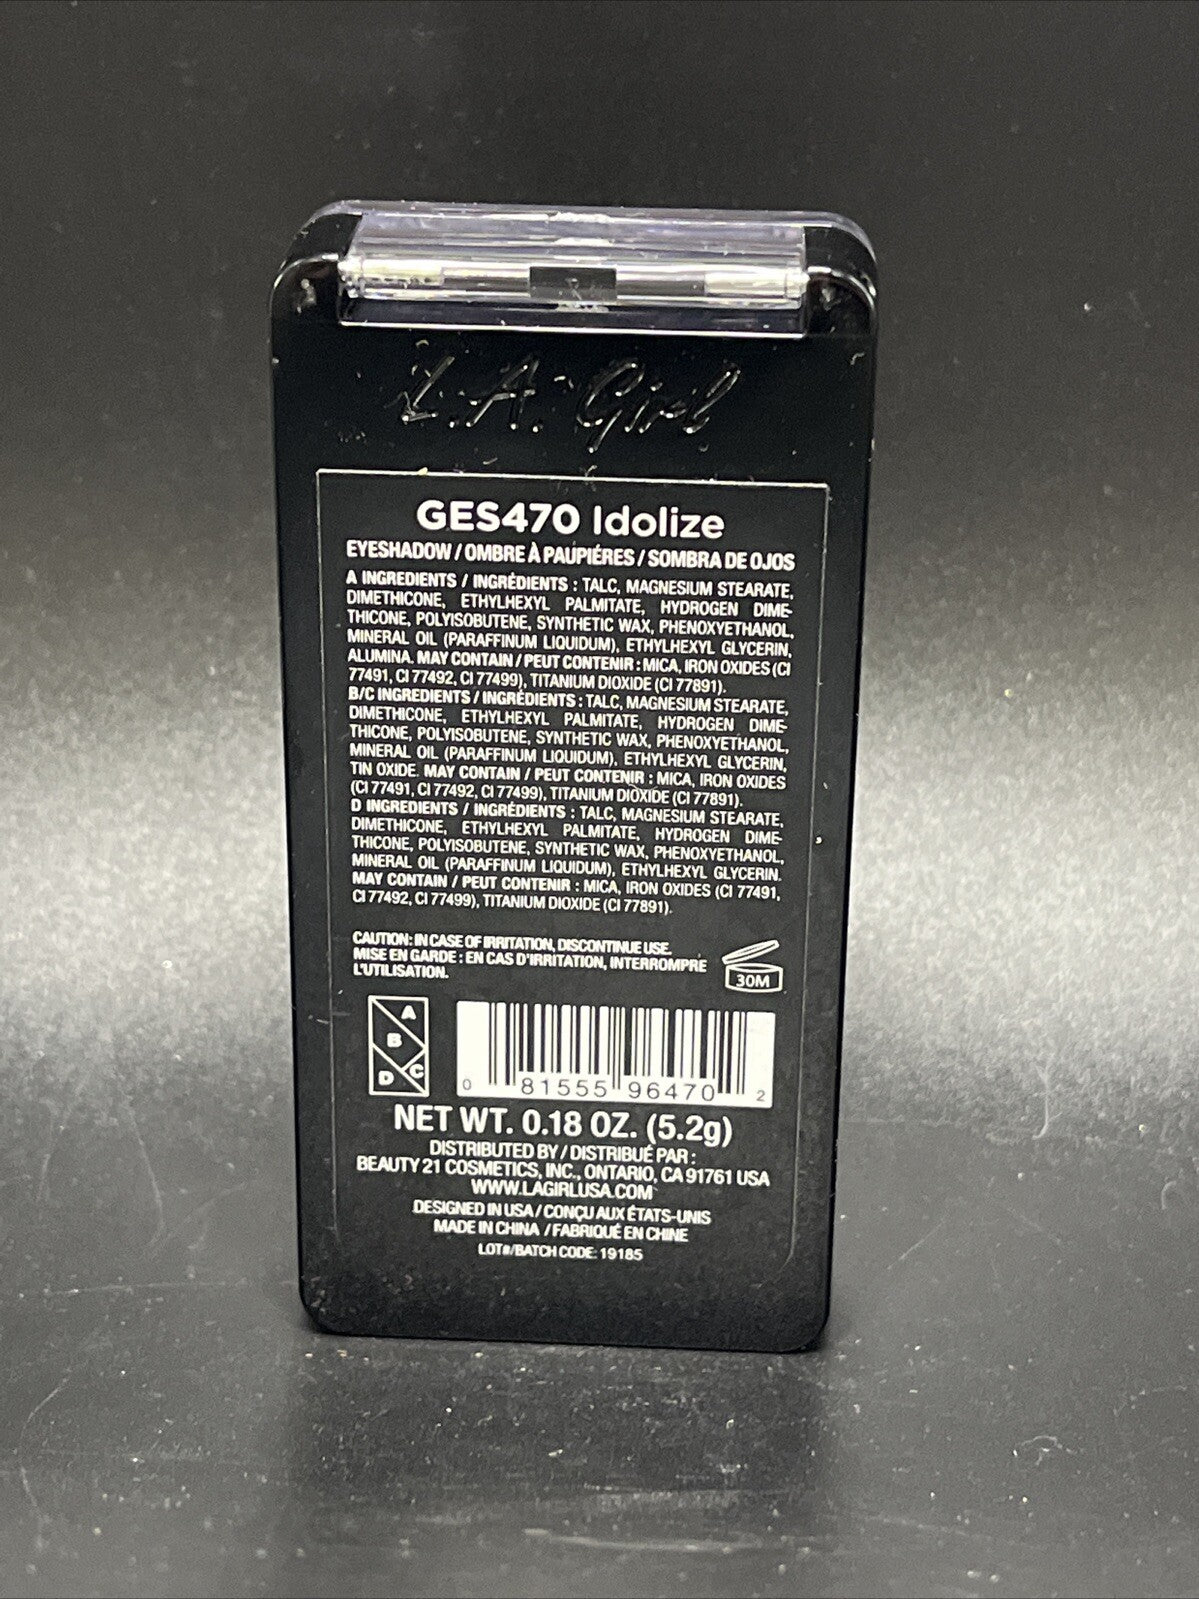 L.A. Girl
GES470 Idolize
EYESHADOW / OMBRE À PAUPIÉRES / SOMBRA DE OJOS
A INGREDIENTS / INGRÉDIENTS : TALC, MAGNESIUM STEARATE,
DIMETHICONE, ETHYLHEXYL PALMITATE, HYDROGEN DIME-
THICONE, POLYISOBUTENE, SYNTHETIC WAX, PHENOXYETHANOL,
MINERAL OIL (PARAFFINUM LIQUIDUM), ETHYLHEXYL GLYCERIN,
ALUMINA. MAY CONTAIN / PEUT CONTENIR : MICA, IRON OXIDES (CI
77491, CI 77492, CI 77499), TITANIUM DIOXIDE (CI 77891).
B/C INGREDIENTS / INGRÉDIENTS : TALC, MAGNESIUM STEARATE,
DIMETHICONE, ETHYLHEXYL PALMITATE, HYDROGEN DIME-
THICONE, POLYISOBUTENE, SYNTHETIC WAX, PHENOXYETHANOL,
MINERAL OIL (PARAFFINUM LIQUIDUM), ETHYLHEXYL GLYCERIN,
TIN OXIDE. MAY CONTAIN / PEUT CONTENIR : MICA, IRON OXIDES
(CI 77491, CI 77492, CI 77499), TITANIUM DIOXIDE (CI 77891).
D INGREDIENTS / INGRÉDIENTS : TALC, MAGNESIUM STEARATE,
DIMETHICONE, ETHYLHEXYL PALMITATE, HYDROGEN DIME-
THICONE, POLYISOBUTENE, SYNTHETIC WAX, PHENOXYETHANOL,
MINERAL OIL (PARAFFINUM LIQUIDUM), ETHYLHEXYL GLYCERIN.
MAY CONTAIN / PEUT CONTENIR : MICA, IRON OXIDES (CI 77491,
CI 77492, CI 77499), TITANIUM DIOXIDE (CI 77891).
CAUTION: IN CASE OF IRRITATION, DISCONTINUE USE.
MISE EN GARDE : EN CAS D'IRRITATION, INTERROMPRE
L'UTILISATION.
30M
A
B
D C
0 81555 96470 2
NET WT. 0.18 OZ. (5.2g)
DISTRIBUTED BY / DISTRIBUÉ PAR :
BEAUTY 21 COSMETICS, INC., ONTARIO, CA 91761 USA
WWW.LAGIRLUSA.COM
DESIGNED IN USA / CONÇU AUX ÉTATS-UNIS
MADE IN CHINA / FABRIQUÉ EN CHINE
LOT#/BATCH CODE: 19185